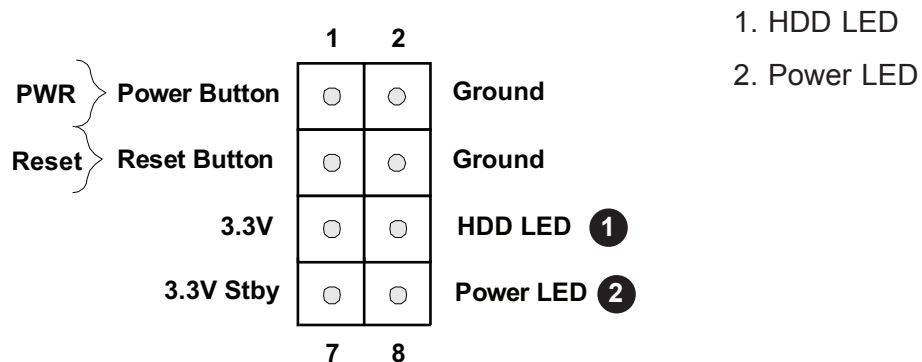 1 2
PWR Power Button Ground
Reset Reset Button Ground
3.3V HDD LED 1
3.3V Stby Power LED 2
7 8
1. HDD LED
2. Power LED